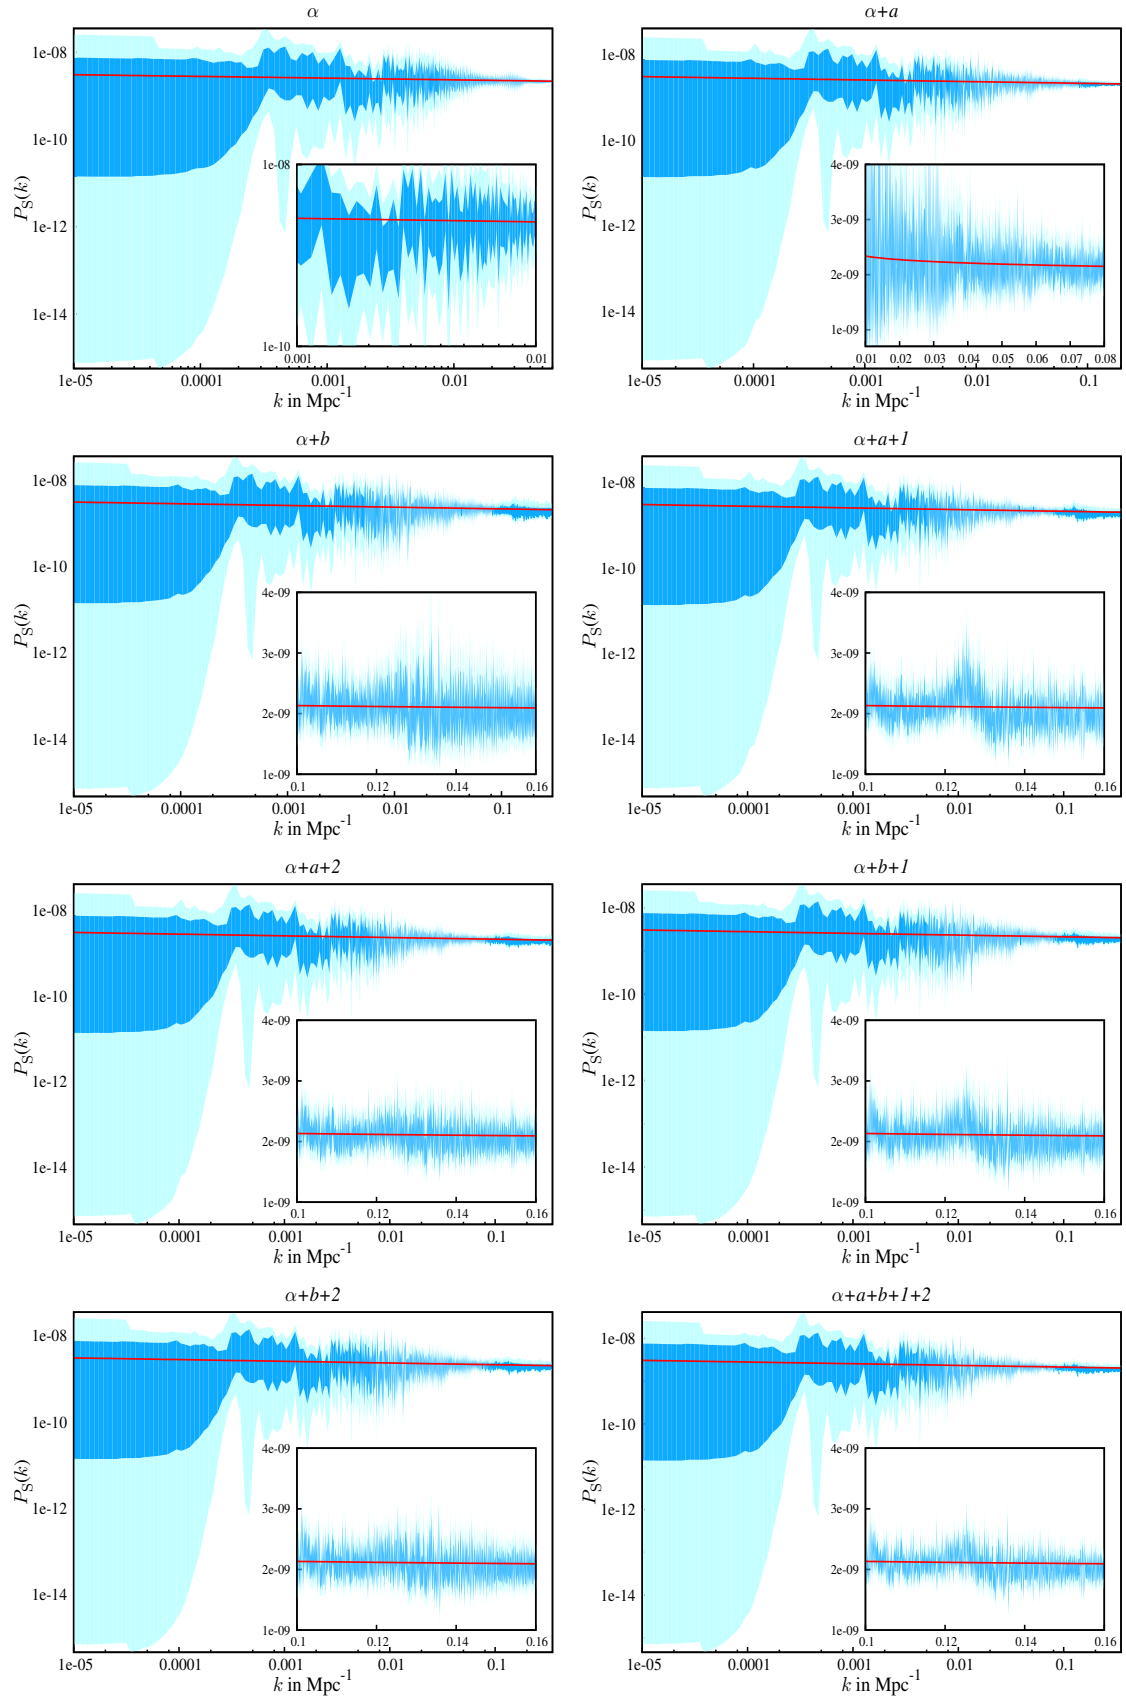 α
1e-08
1e-10
1e-12
1e-14
P_S(k)
1e-05 0.0001 0.001 0.01
k in Mpc^-1
1e-08
1e-10
0.001 0.01
α+a
1e-08
1e-10
1e-12
1e-14
P_S(k)
1e-05 0.0001 0.001 0.01 0.1
k in Mpc^-1
4e-09
3e-09
2e-09
1e-09
0.01 0.02 0.03 0.04 0.05 0.06 0.07 0.08
α+b
1e-08
1e-10
1e-12
1e-14
P_S(k)
1e-05 0.0001 0.001 0.01 0.1
k in Mpc^-1
4e-09
3e-09
2e-09
1e-09
0.1 0.12 0.14 0.16
α+a+1
1e-08
1e-10
1e-12
1e-14
P_S(k)
1e-05 0.0001 0.001 0.01 0.1
k in Mpc^-1
4e-09
3e-09
2e-09
1e-09
0.1 0.12 0.14 0.16
α+a+2
1e-08
1e-10
1e-12
1e-14
P_S(k)
1e-05 0.0001 0.001 0.01 0.1
k in Mpc^-1
4e-09
3e-09
2e-09
1e-09
0.1 0.12 0.14 0.16
α+b+1
1e-08
1e-10
1e-12
1e-14
P_S(k)
1e-05 0.0001 0.001 0.01 0.1
k in Mpc^-1
4e-09
3e-09
2e-09
1e-09
0.1 0.12 0.14 0.16
α+b+2
1e-08
1e-10
1e-12
1e-14
P_S(k)
1e-05 0.0001 0.001 0.01 0.1
k in Mpc^-1
4e-09
3e-09
2e-09
1e-09
0.1 0.12 0.14 0.16
α+a+b+1+2
1e-08
1e-10
1e-12
1e-14
P_S(k)
1e-05 0.0001 0.001 0.01 0.1
k in Mpc^-1
4e-09
3e-09
2e-09
1e-09
0.1 0.12 0.14 0.16